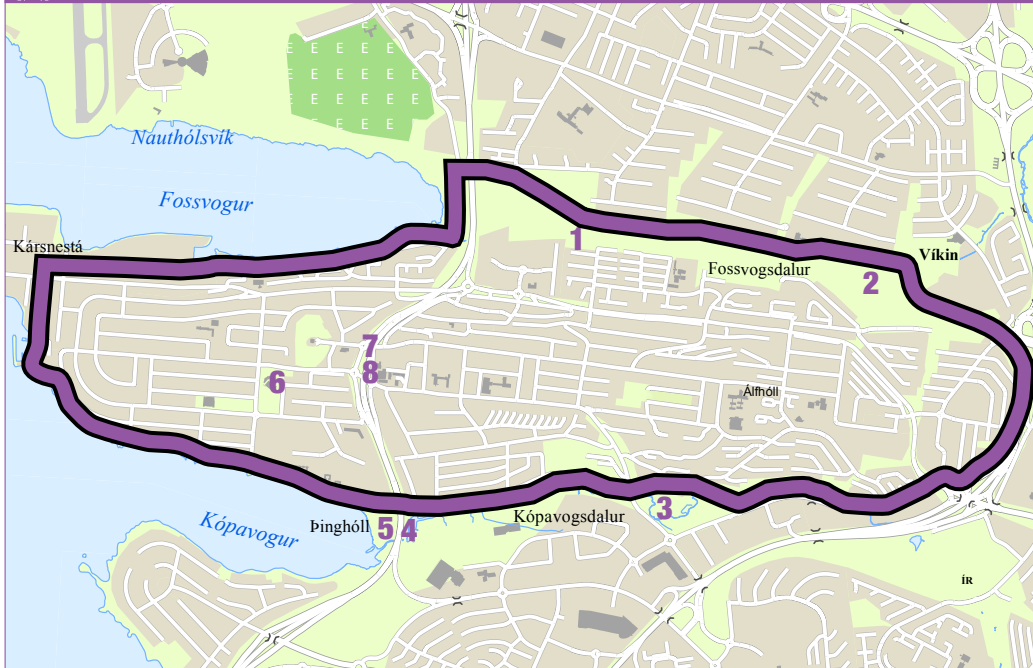 E
E E E E E
E E E E E E
E E E E E E
E E E
Nauthólsvík
Fossvogur
Kársnestá
1
Víkin
Fossvogsdalur
2
7
8
6
Álfhóll
3
Kópavogsdalur
Þinghóll
5 4
Kópavogur
ÍR